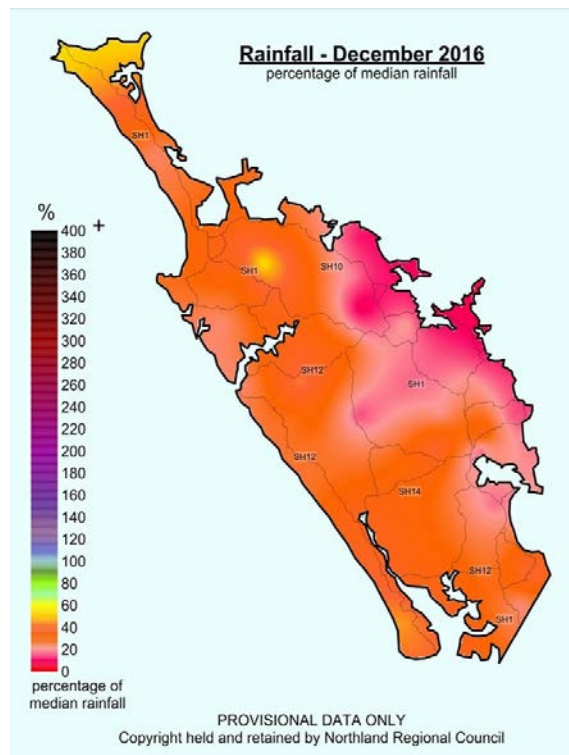 Rainfall - December 2016
percentage of median rainfall
SH1
%
+
400
380
360
340
320
300
280
260
240
220
200
180
160
140
120
100
80
60
40
20
0
SH1
SH10
SH12
SH1
SH12
SH14
SH12
SH1
percentage of
median rainfall
PROVISIONAL DATA ONLY
Copyright held and retained by Northland Regional Council